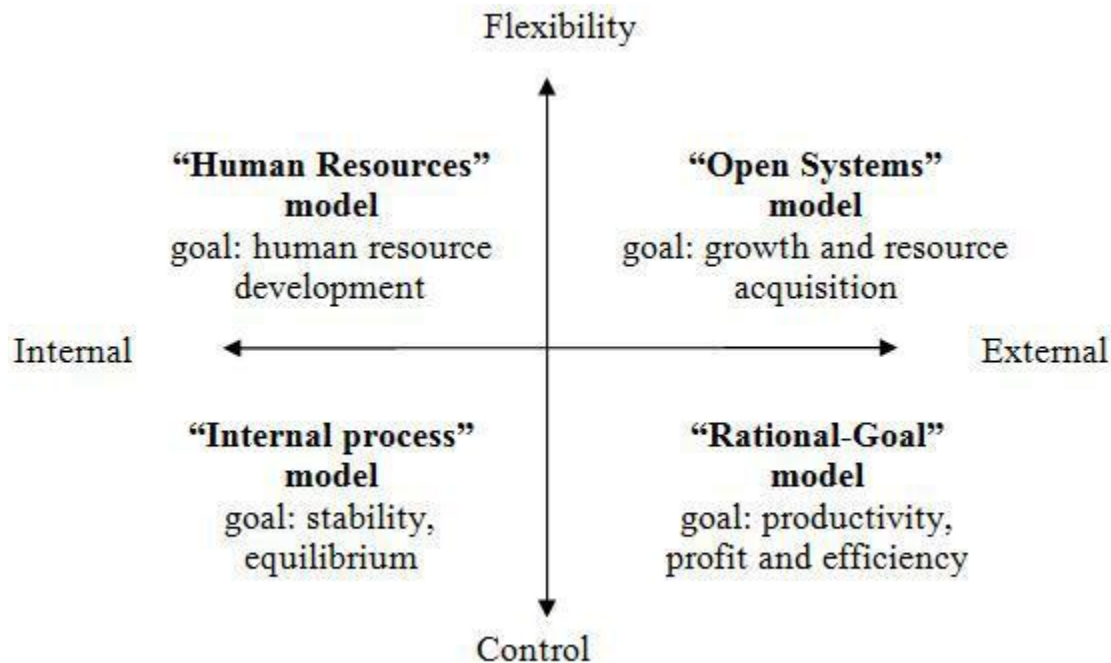 Flexibility
“Human Resources”
model
goal: human resource
development
“Open Systems”
model
goal: growth and resource
acquisition
Internal
External
“Internal process”
model
goal: stability,
equilibrium
“Rational-Goal”
model
goal: productivity,
profit and efficiency
Control